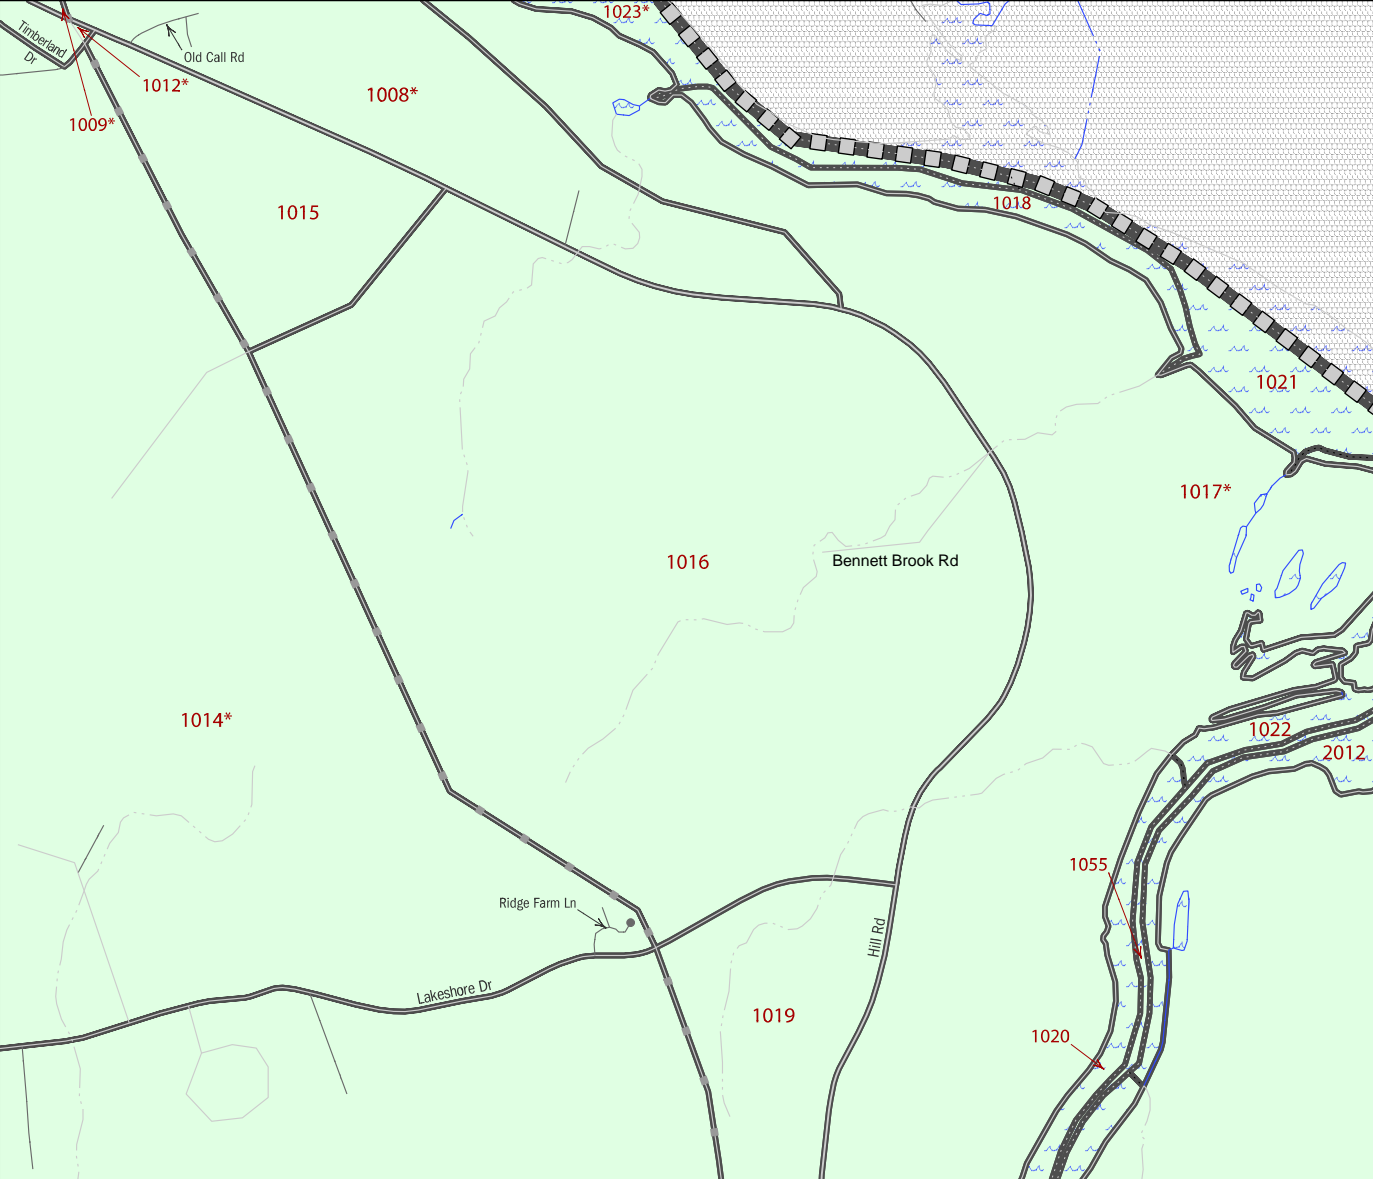 1023*
Timberland
Dr
Old Call Rd
1012*
1008*
1009*
1015
1018
1021
1017*
1016
Bennett Brook Rd
1014*
1022
2012
1055
Ridge Farm Ln
Hill Rd
Lakeshore Dr
1019
1020